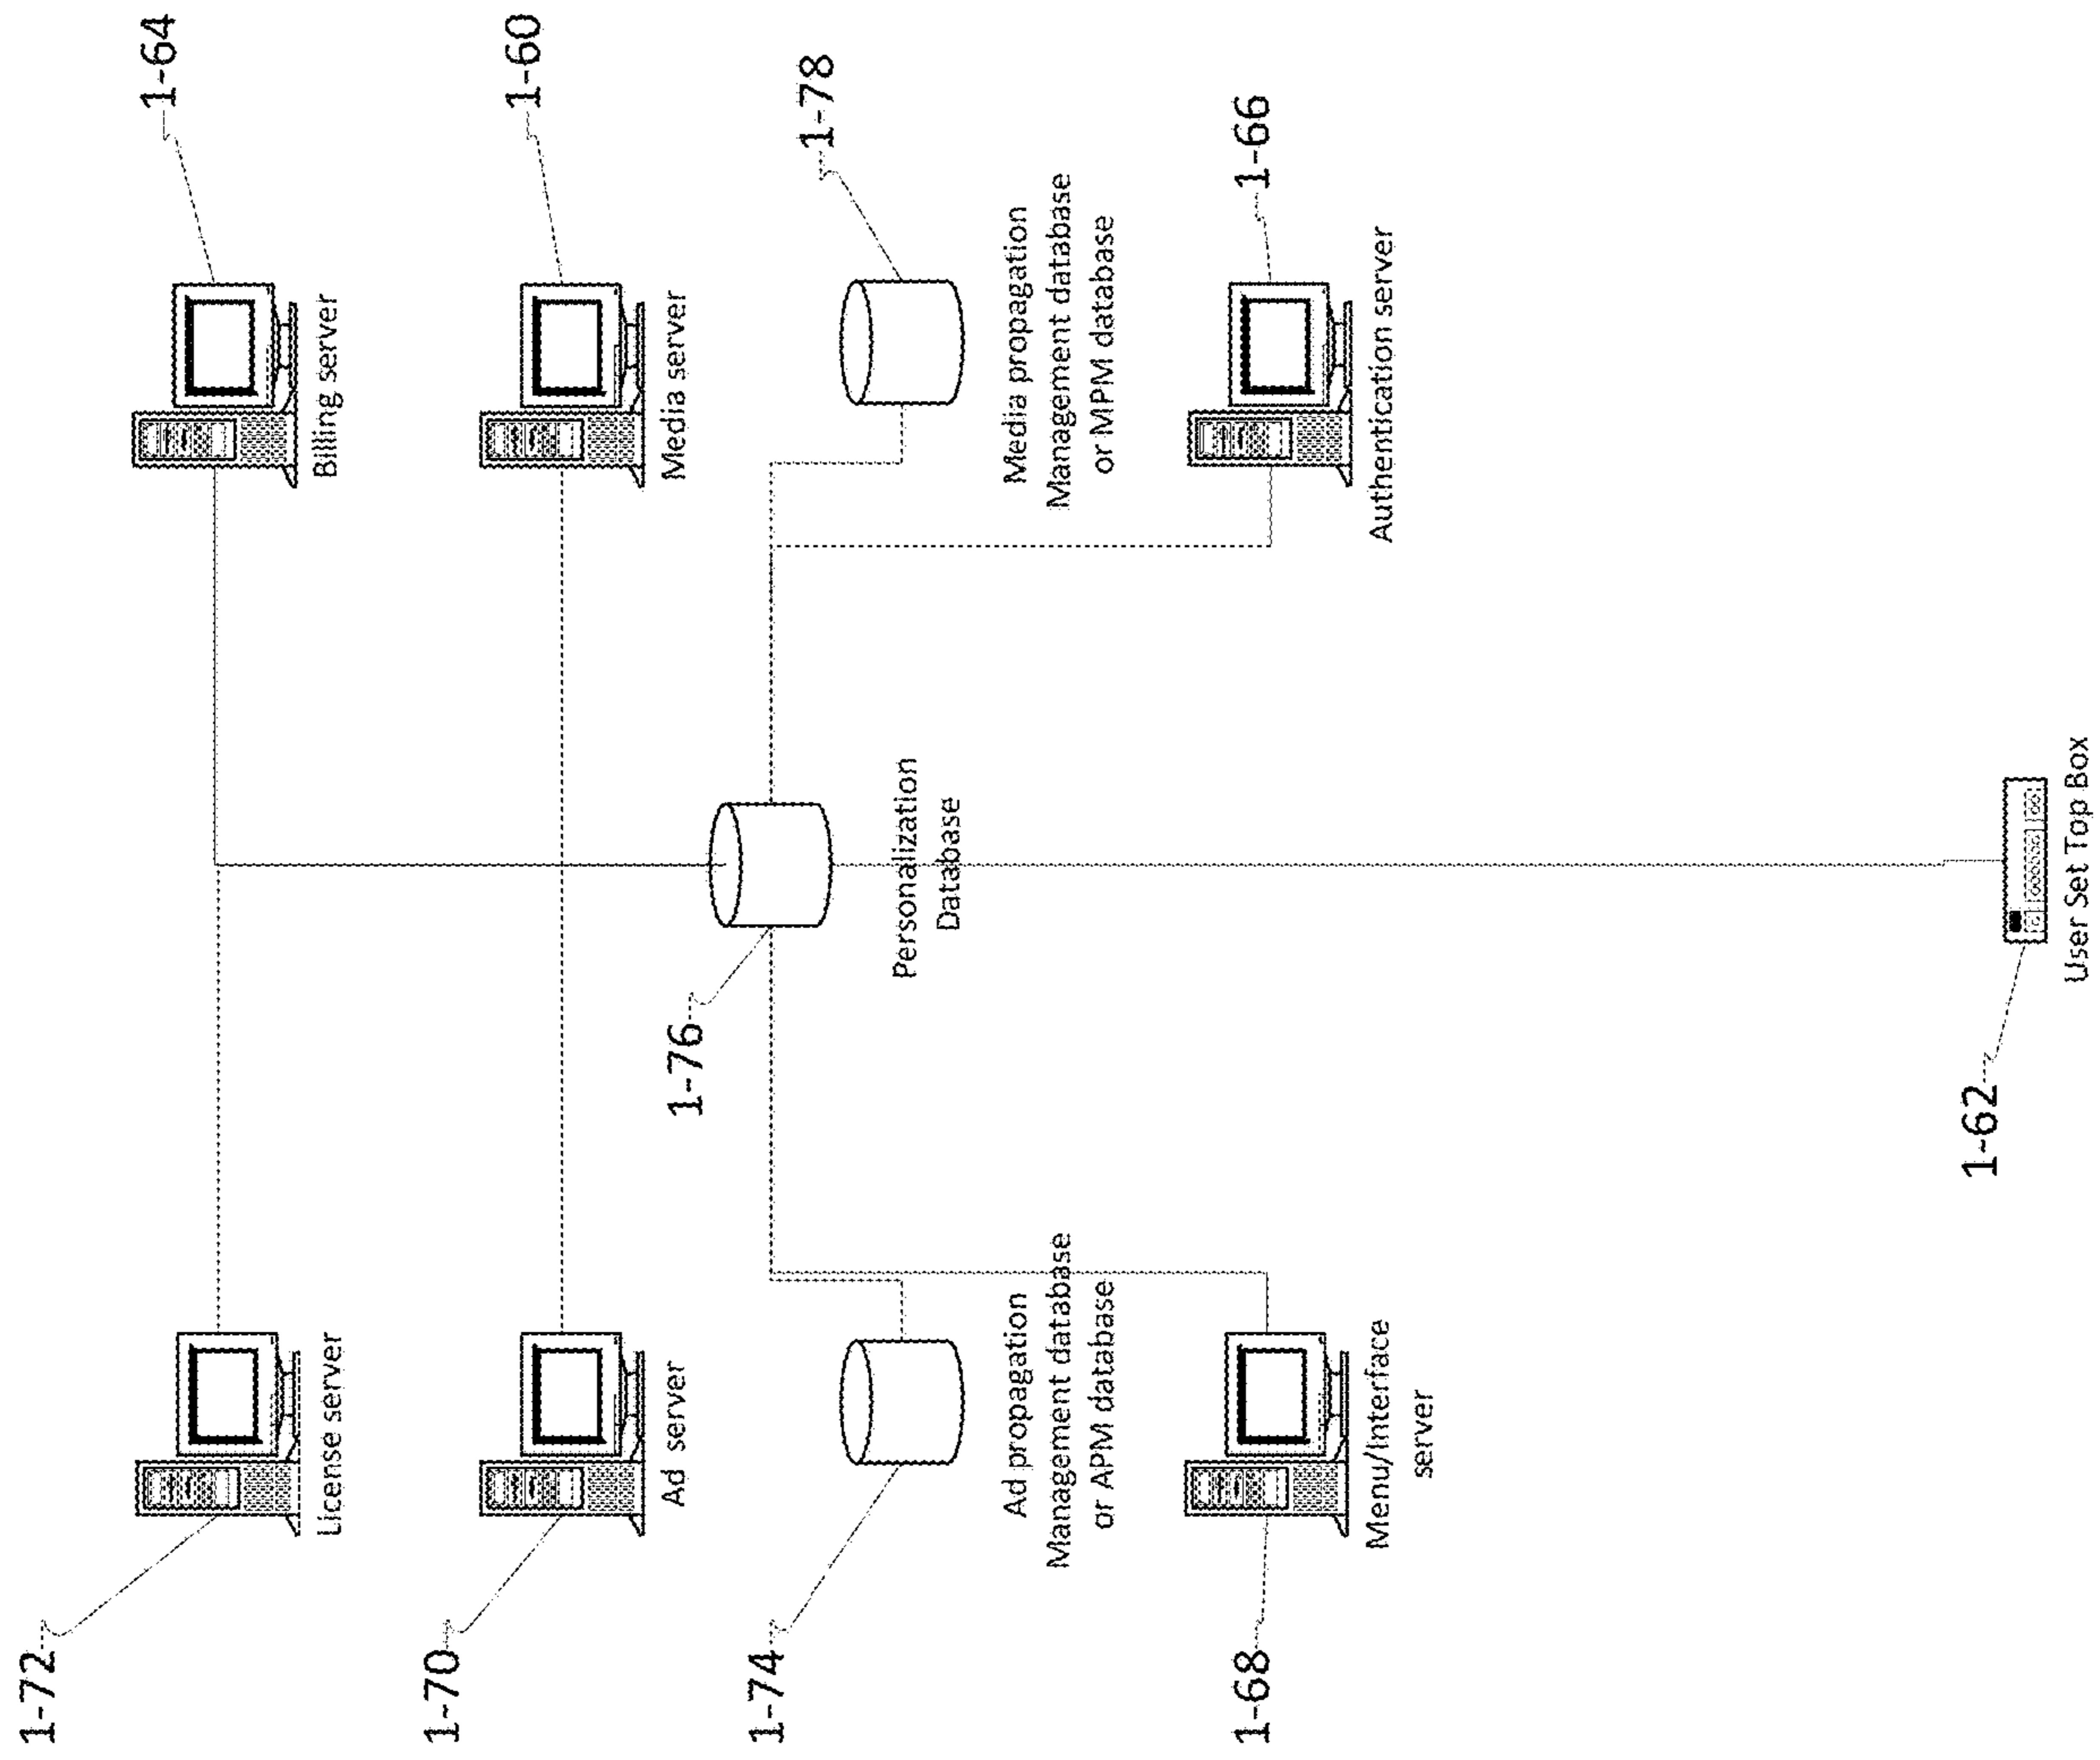 1-72
License server
1-64
Billing server
1-70
Ad server
1-60
Media server
1-76
Personalization
Database
1-74
Ad propagation
Management database
or APM database
1-78
Media propagation
Management database
or MPM database
1-68
Menu/Interface
server
1-66
Authentication server
1-62
User Set Top Box